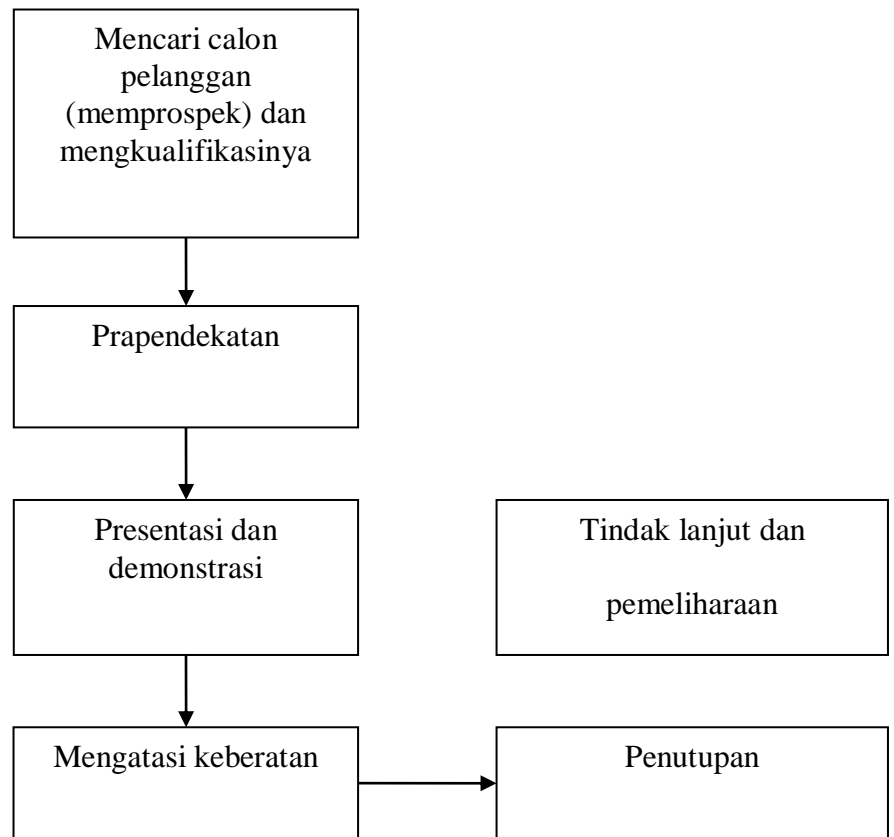 Mencari calon
pelanggan
(memprospek) dan
mengkualifikasinya
Prapendekatan
Presentasi dan
demonstrasi
Tindak lanjut dan
pemeliharaan
Mengatasi keberatan
Penutupan